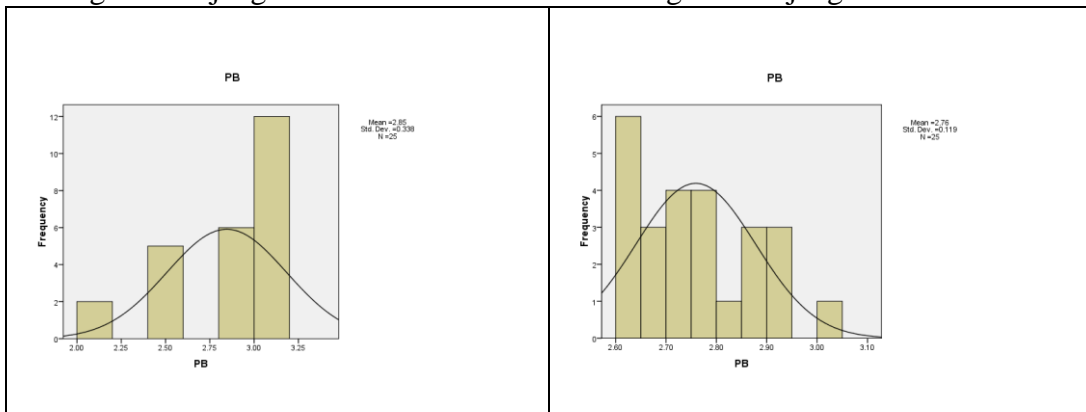 PB
Mean =2.85
Std. Dev. =0.338
N =25
12
10
8
6
4
2
0
Frequency
2.00 2.25 2.50 2.75 3.00 3.25
PB
PB
Mean =2.76
Std. Dev. =0.119
N =25
6
5
4
3
2
1
0
Frequency
2.60 2.70 2.80 2.90 3.00 3.10
PB